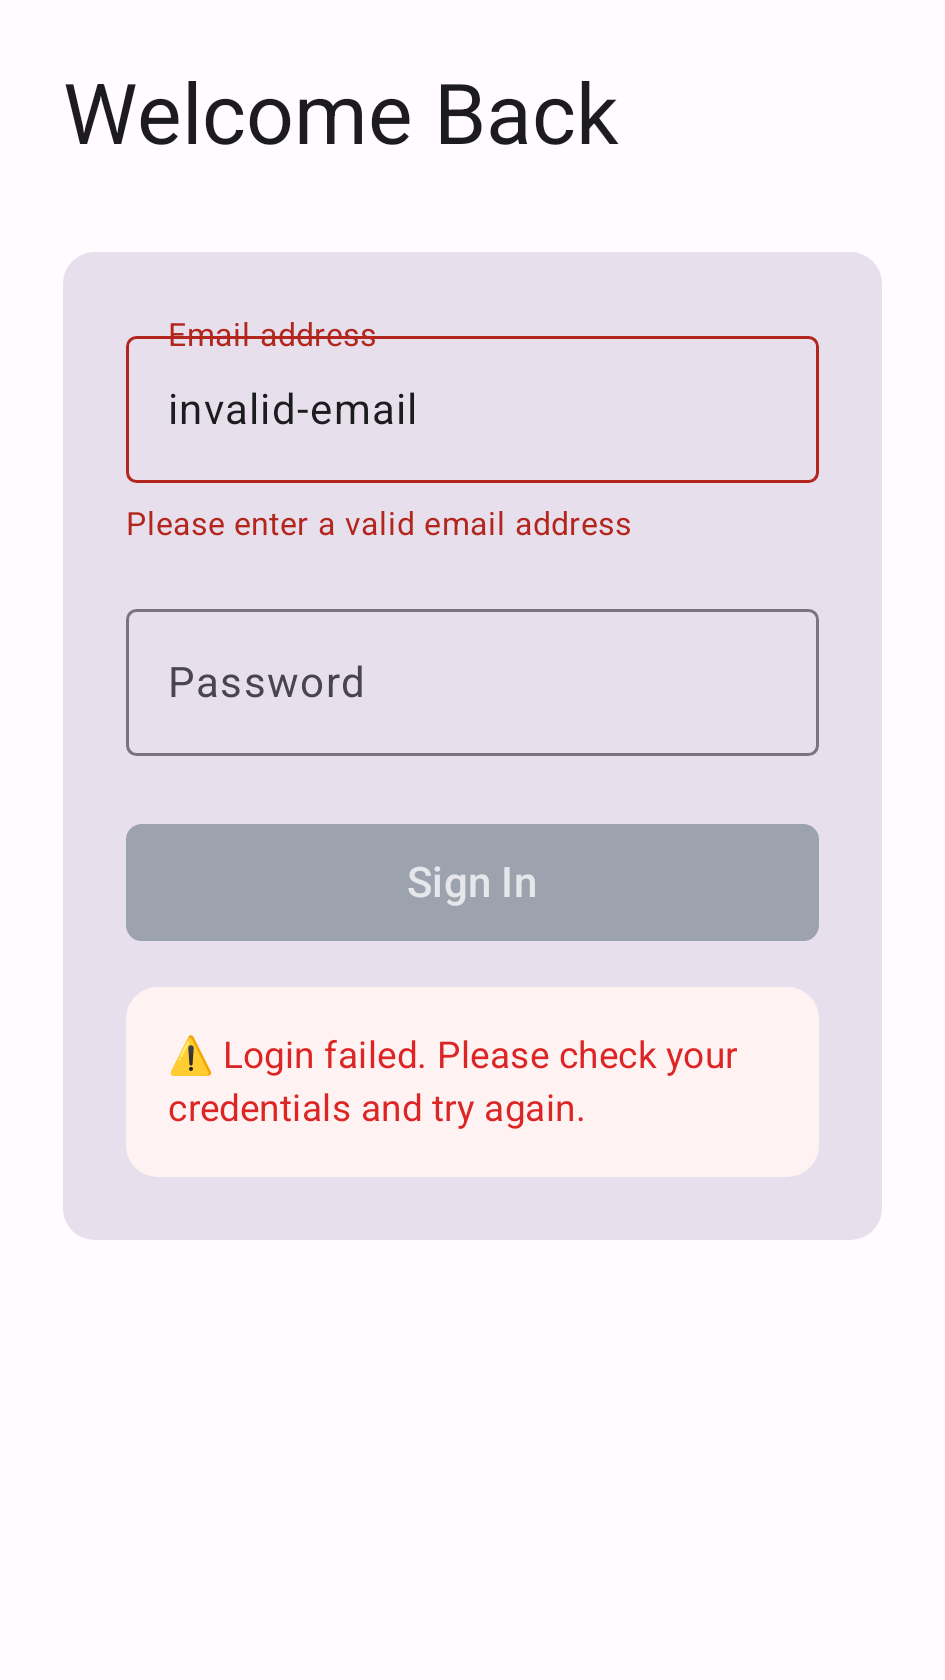 Welcome Back
Email address
invalid-email
Please enter a valid email address
Password
Sign In
⚠️ Login failed. Please check your
credentials and try again.